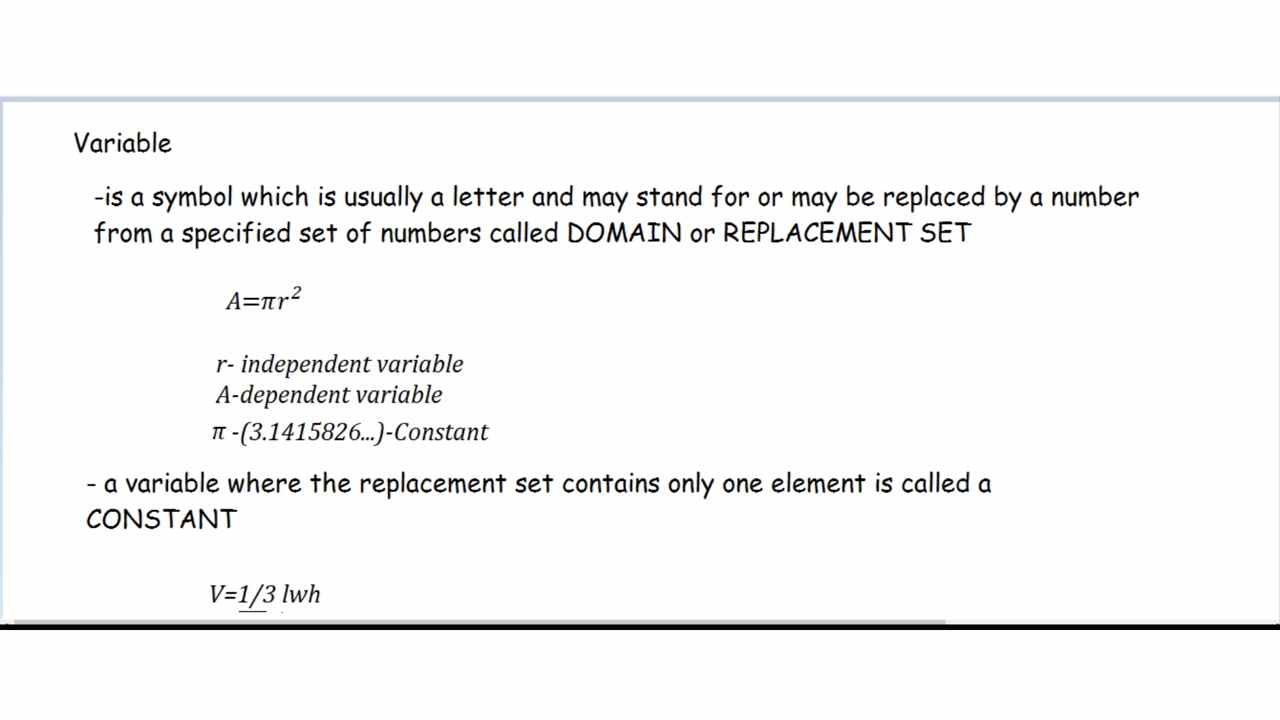 Variable
-is a symbol which is usually a letter and may stand for or may be replaced by a number
from a specified set of numbers called DOMAIN or REPLACEMENT SET
A=πr²
r- independent variable
A-dependent variable
π -(3.1415826...)-Constant
- a variable where the replacement set contains only one element is called a
CONSTANT
V=1/3 lwh